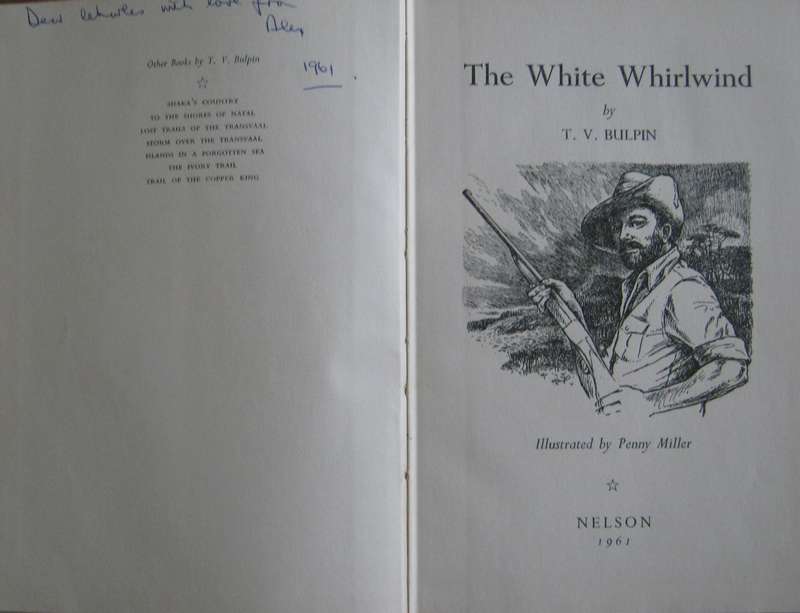 Dear Charles with love from
Alex
1961
Other Books by T. V. Bulpin
SHAKA'S COUNTRY
TO THE SHORES OF NATAL
LOST TRAILS OF THE TRANSVAAL
STORM OVER THE TRANSVAAL
ISLANDS IN A FORGOTTEN SEA
THE IVORY TRAIL
TRAIL OF THE COPPER KING
The White Whirlwind
by
T. V. BULPIN
Illustrated by Penny Miller
NELSON
1961